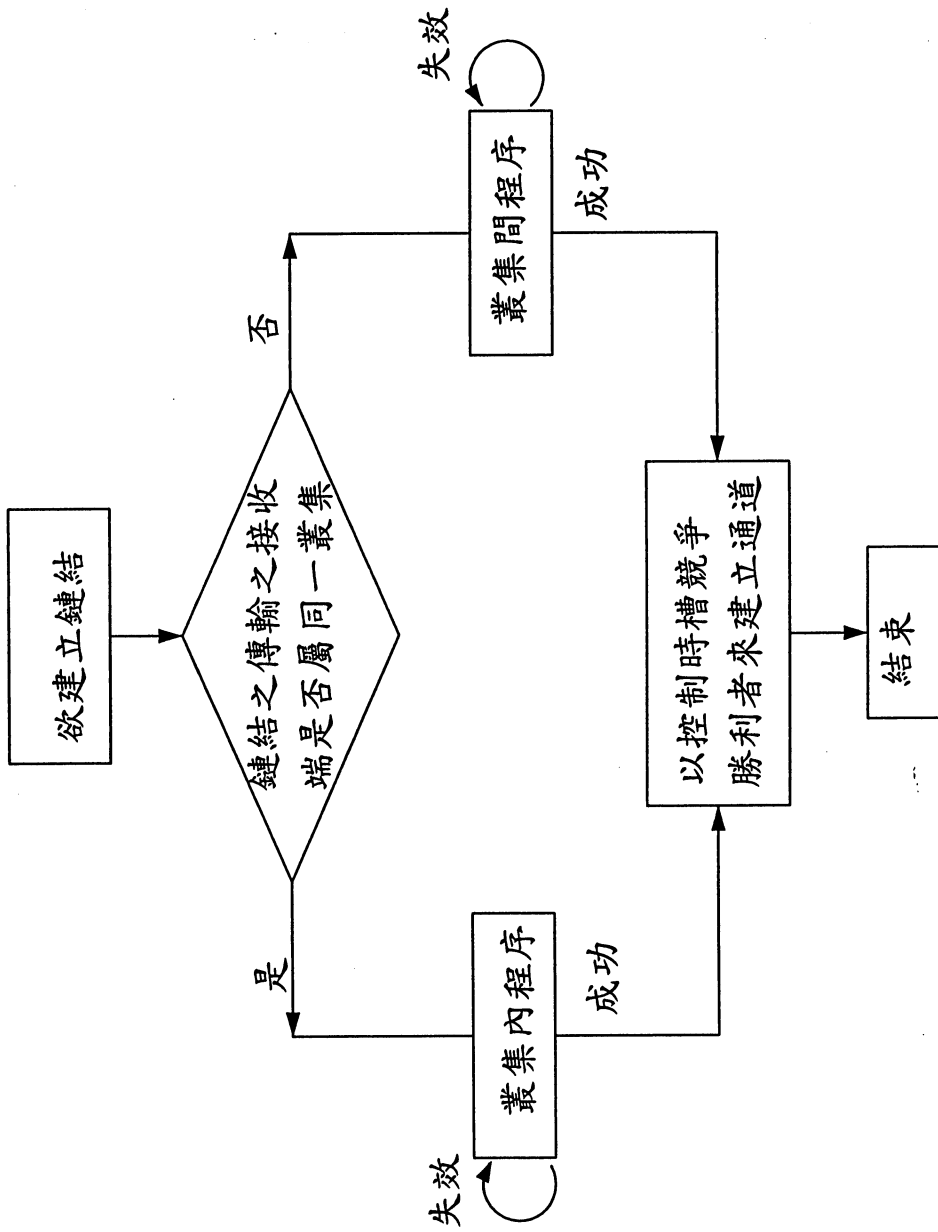 欲建立鏈結
鏈結之傳輸之接收
端是否屬同一叢集
是
否
叢集內程序
失效
成功
叢集間程序
失效
成功
以控制時槽競爭
勝利者來建立通道
結束